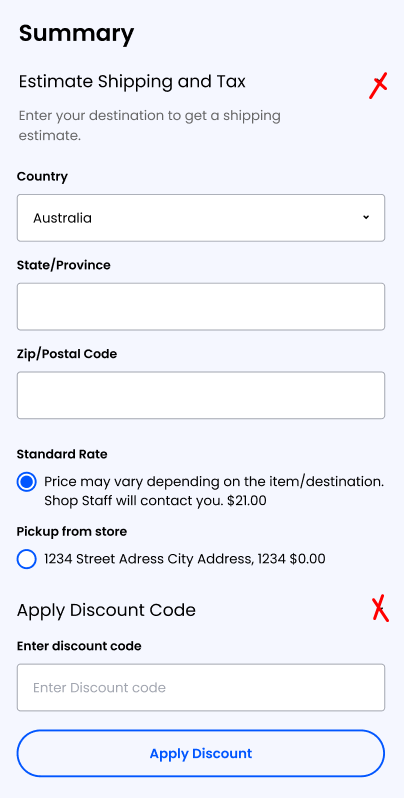 Summary
Estimate Shipping and Tax
Enter your destination to get a shipping
estimate.
Country
Australia
State/Province
Zip/Postal Code
Standard Rate
Price may vary depending on the item/destination.
Shop Staff will contact you. $21.00
Pickup from store
1234 Street Adress City Address, 1234 $0.00
Apply Discount Code
Enter discount code
Enter Discount code
Apply Discount